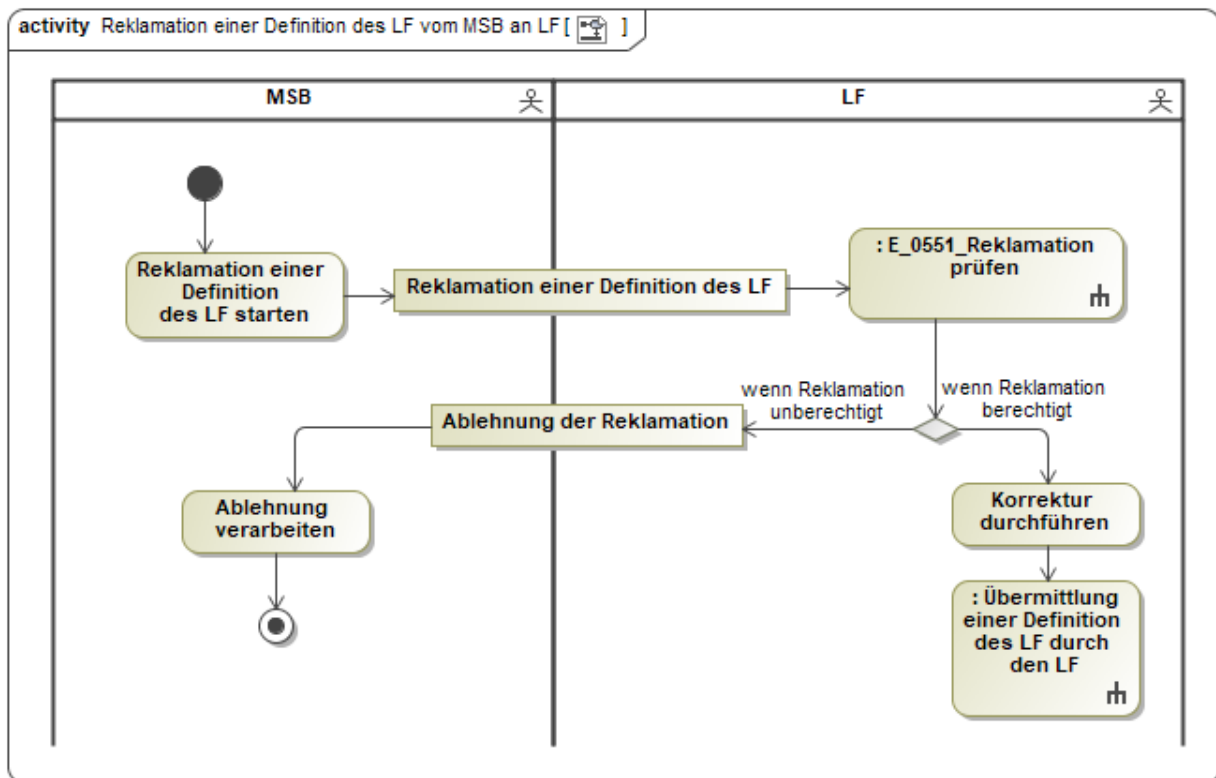 activity Reklamation einer Definition des LF vom MSB an LF [ ]
MSB
LF
Reklamation einer
Definition
des LF starten
Reklamation einer Definition des LF
: E_0551_Reklamation
prüfen
wenn Reklamation
unberechtigt
wenn Reklamation
berechtigt
Ablehnung der Reklamation
Ablehnung
verarbeiten
Korrektur
durchführen
: Übermittlung
einer Definition
des LF durch
den LF